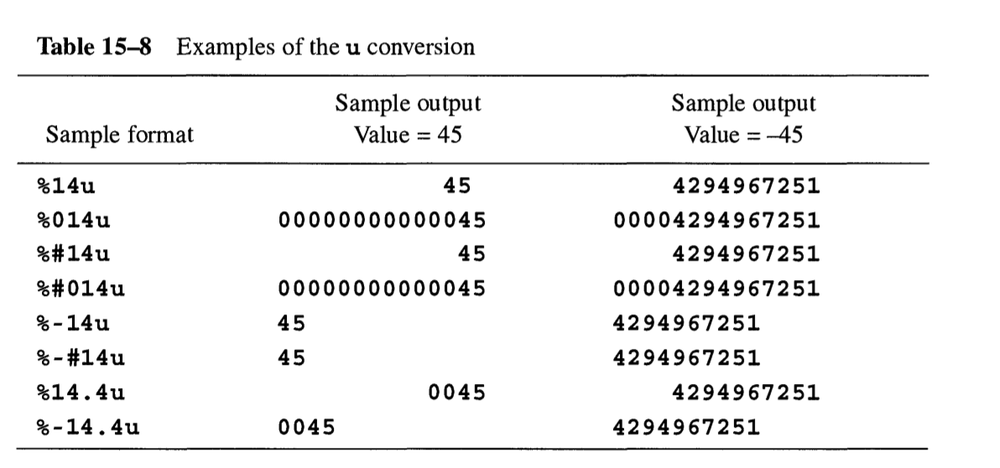 Table 15–8 Examples of the u conversion
Sample format Sample output Value = 45 Sample output Value = –45
%14u 45 4294967251
%014u 00000000000045 00004294967251
%#14u 45 4294967251
%#014u 00000000000045 00004294967251
%-14u 45 4294967251
%-#14u 45 4294967251
%14.4u 0045 4294967251
%-14.4u 0045 4294967251